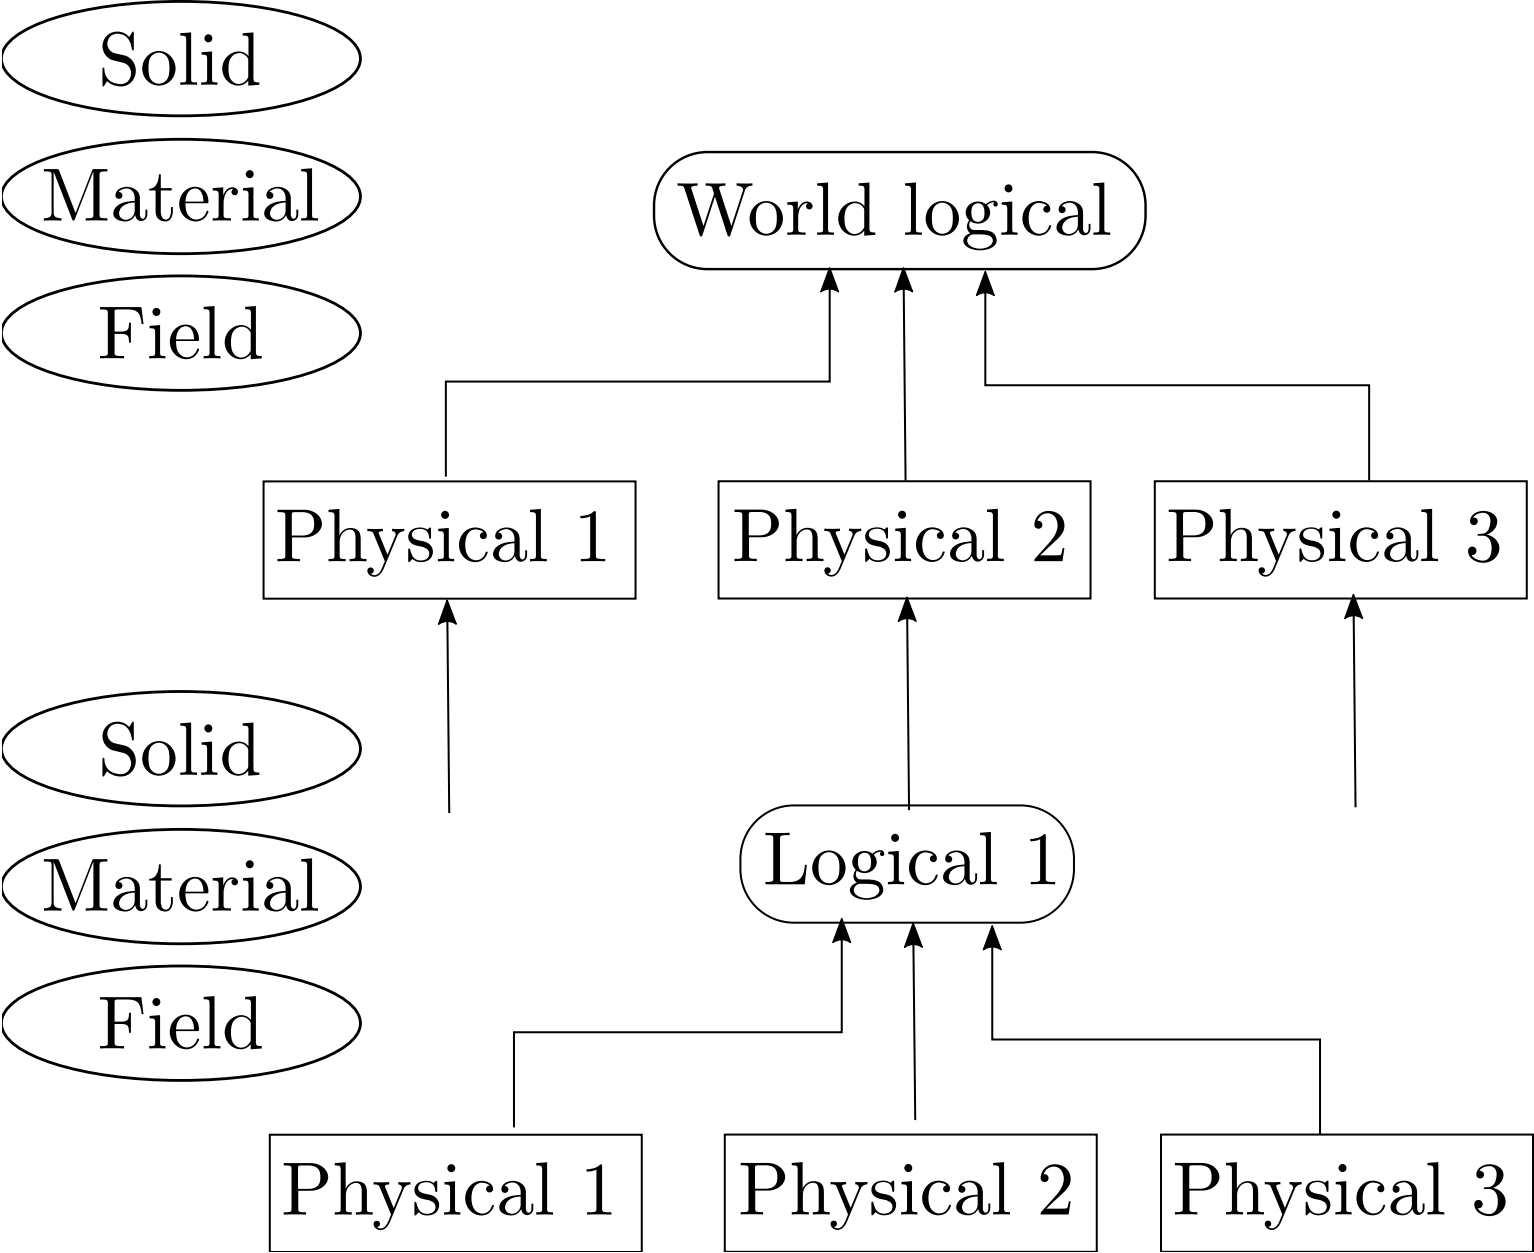 Solid
Material
World logical
Field
Physical 1
Physical 2
Physical 3
Solid
Material
Logical 1
Field
Physical 1
Physical 2
Physical 3